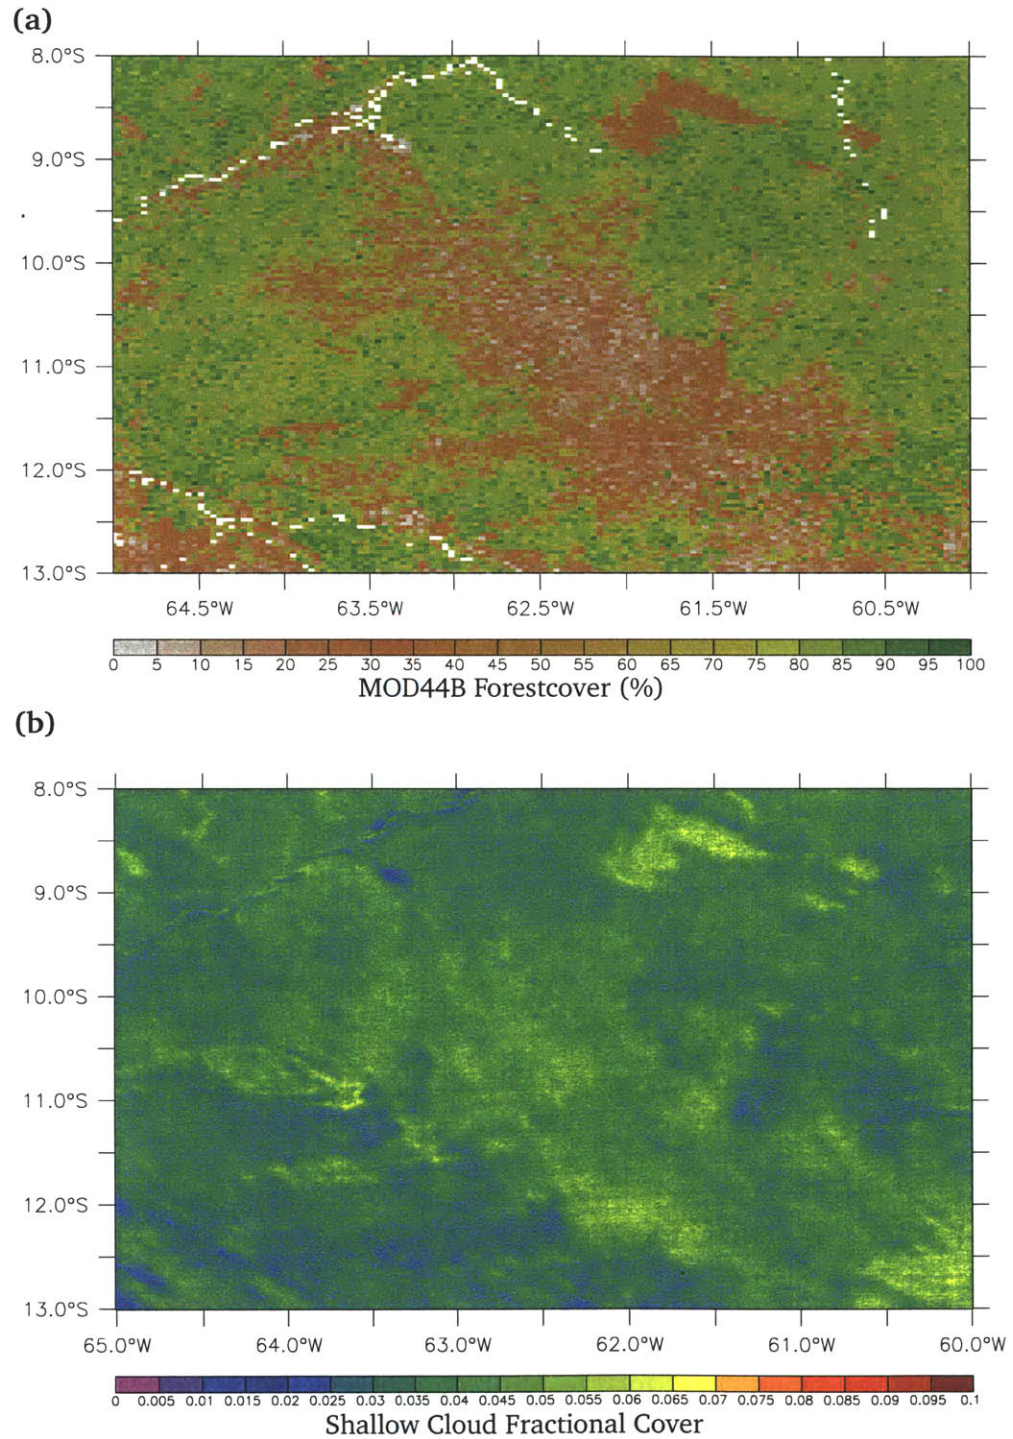 (a)
8.0°S
9.0°S
10.0°S
11.0°S
12.0°S
13.0°S
64.5°W 63.5°W 62.5°W 61.5°W 60.5°W
0 5 10 15 20 25 30 35 40 45 50 55 60 65 70 75 80 85 90 95 100
MOD44B Forestcover (%)
(b)
8.0°S
9.0°S
10.0°S
11.0°S
12.0°S
13.0°S
65.0°W 64.0°W 63.0°W 62.0°W 61.0°W 60.0°W
0 0.005 0.01 0.015 0.02 0.025 0.03 0.035 0.04 0.045 0.05 0.055 0.06 0.065 0.07 0.075 0.08 0.085 0.09 0.095 0.1
Shallow Cloud Fractional Cover